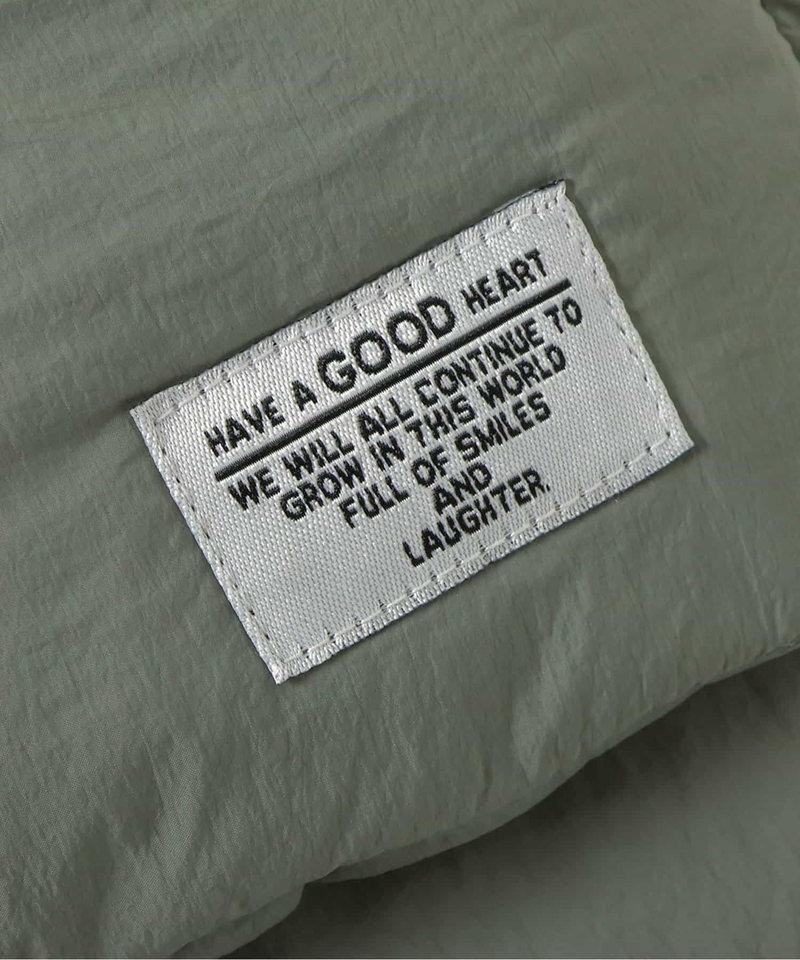 HAVE A GOOD HEART
WE WILL ALL CONTINUE TO
GROW IN THIS WORLD
FULL OF SMILES
AND
LAUGHTER.